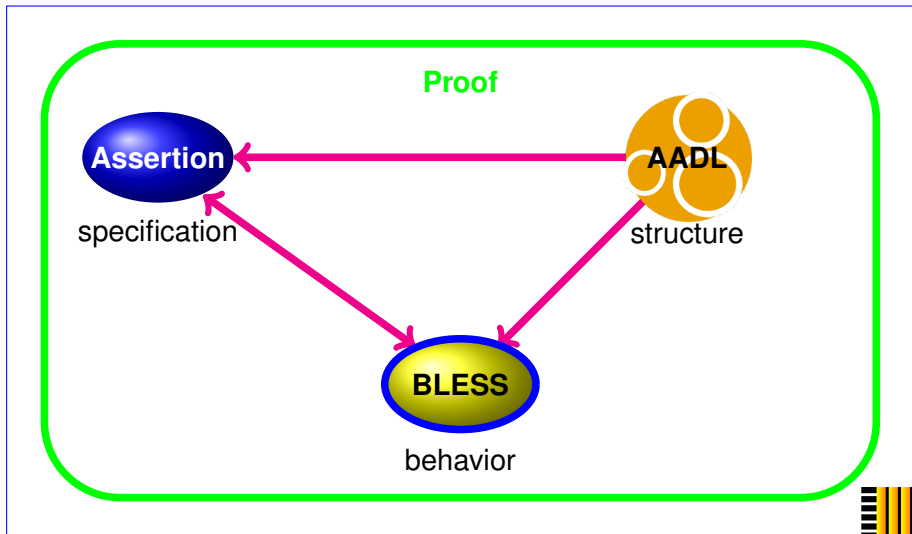 Proof
Assertion
AADL
specification
structure
BLESS
behavior